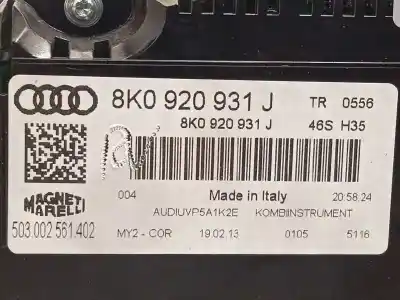 8K0 920 931 J TR 0556
8K0 920 931 J 46S H35
004 Made in Italy 20:58:24
MAGNETI
MARELLI
AUDIUVP5A1K2E KOMBIINSTRUMENT
503.002 561.402 MY2 - COR 19.02.13 0105 5116